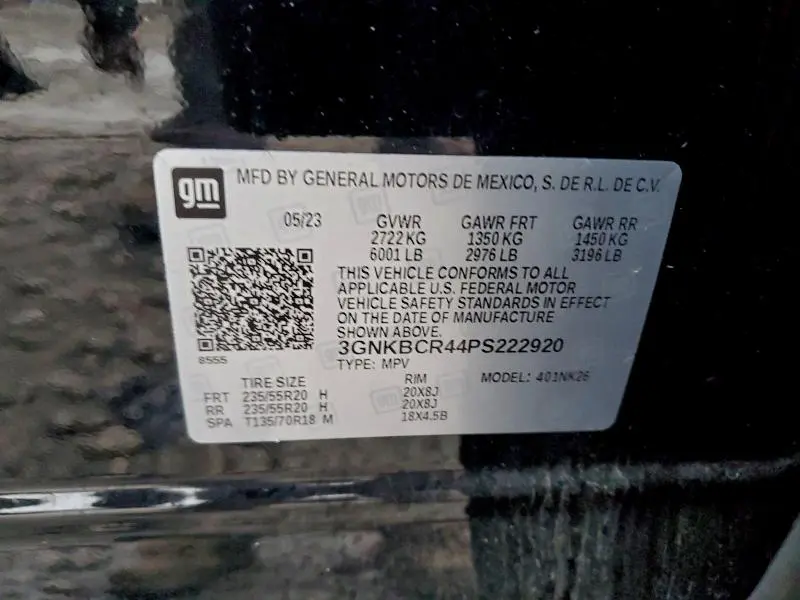 gm MFD BY GENERAL MOTORS DE MEXICO, S. DE R.L. DE C.V.
05/23 GVWR GAWR FRT GAWR RR
2722 KG 1350 KG 1450 KG
6001 LB 2976 LB 3196 LB
THIS VEHICLE CONFORMS TO ALL
APPLICABLE U.S. FEDERAL MOTOR
VEHICLE SAFETY STANDARDS IN EFFECT
ON THE DATE OF MANUFACTURE
SHOWN ABOVE.
3GNKBCR44PS222920
8555
TYPE: MPV MODEL: 401NK26
TIRE SIZE RIM
FRT 235/55R20 H 20X8J
RR 235/55R20 H 20X8J
SPA T135/70R18 M 18X4.5B